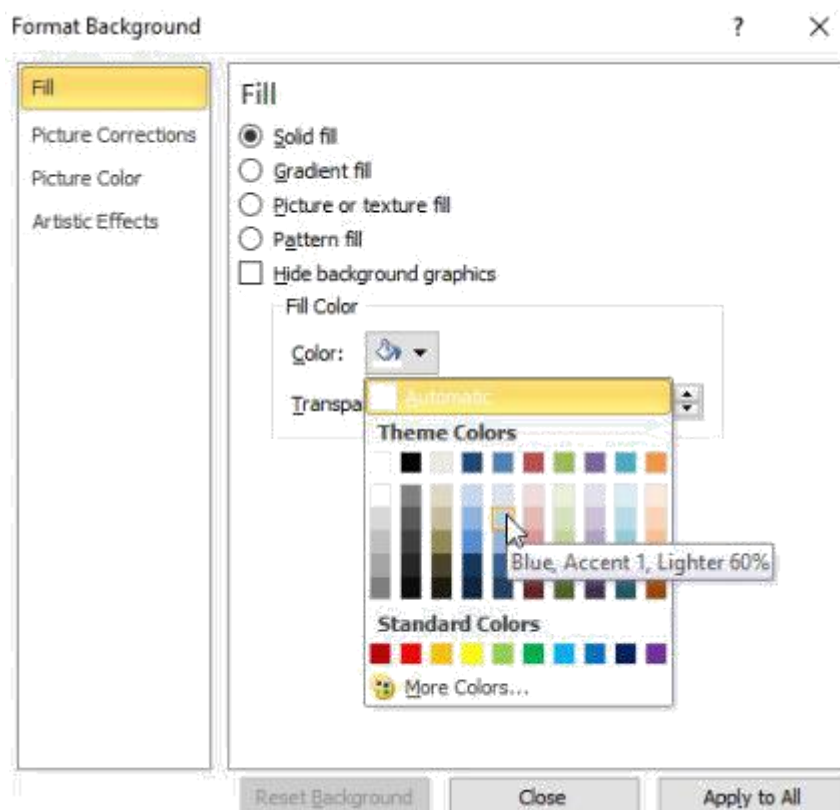 Format Background
?
Fill
Picture Corrections
Picture Color
Artistic Effects
Fill
Solid fill
Gradient fill
Picture or texture fill
Pattern fill
Hide background graphics
Fill Color
Color:
Transpa
Automatic
Theme Colors
Blue, Accent 1, Lighter 60%
Standard Colors
More Colors...
Reset Background
Close
Apply to All